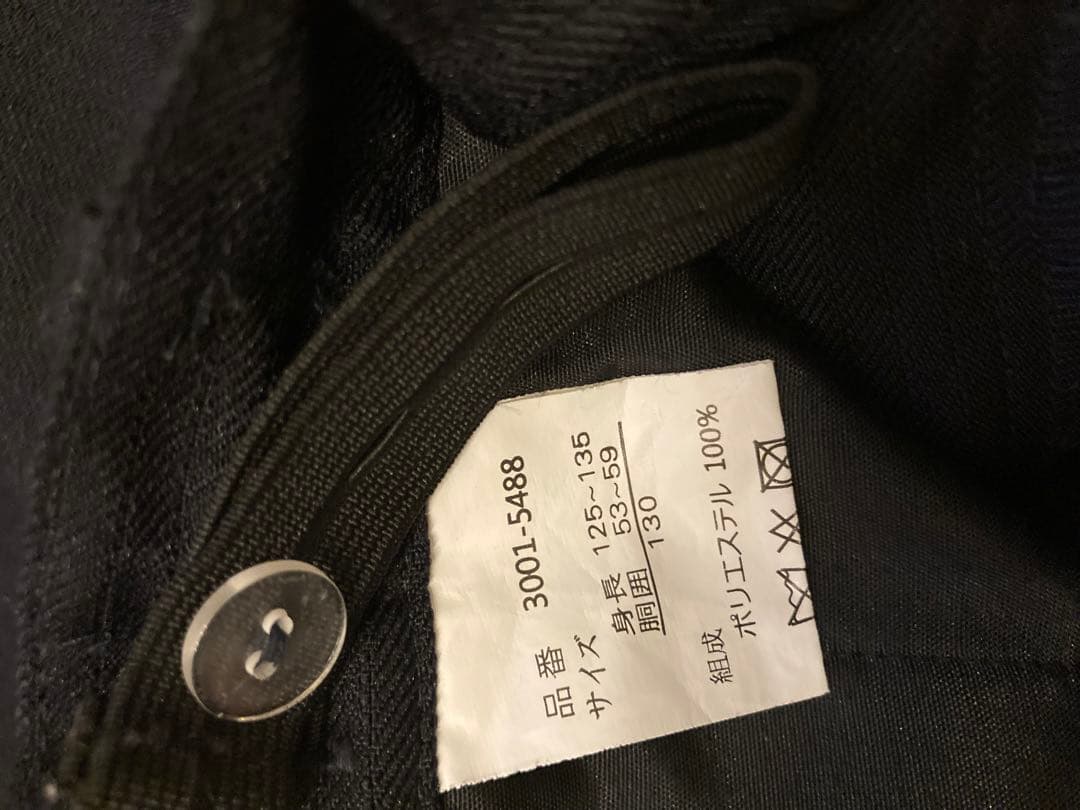 品番 3001-5488
サイズ
身長 125~135
胴囲 53~59
130
組成
ポリエステル 100%